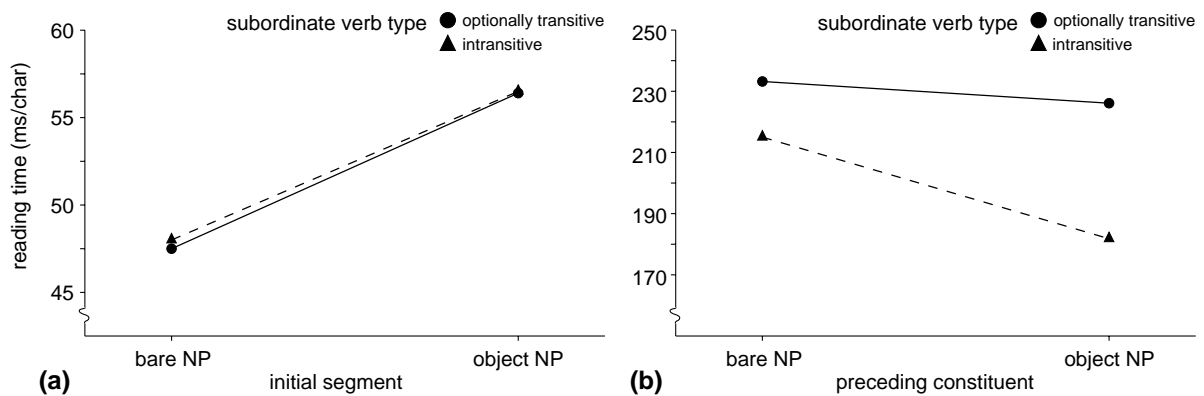 subordinate verb type
optionally transitive
intransitive
reading time (ms/char)
60
55
50
45
bare NP
object NP
(a)
initial segment
subordinate verb type
optionally transitive
intransitive
250
230
210
190
170
bare NP
object NP
(b)
preceding constituent